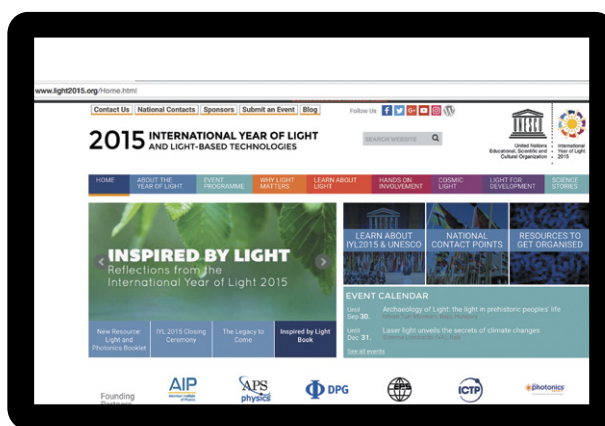 www.light2015.org/Home.html
Contact Us National Contacts Sponsors Submit an Event Blog Follow Us
2015 INTERNATIONAL YEAR OF LIGHT
AND LIGHT-BASED TECHNOLOGIES
SEARCH WEBSITE
UNESCO
United Nations
Educational, Scientific and
Cultural Organization
International
Year of Light
2015
HOME
ABOUT THE
YEAR OF LIGHT
EVENT
PROGRAMME
WHY LIGHT
MATTERS
LEARN ABOUT
LIGHT
HANDS ON
INVOLVEMENT
COSMIC
LIGHT
LIGHT FOR
DEVELOPMENT
SCIENCE
STORIES
INSPIRED BY LIGHT
Reflections from the
International Year of Light 2015
New Resource:
Light and
Photonics Booklet
IYL 2015 Closing
Ceremony
The Legacy to
Come
Inspired by Light
Book
LEARN ABOUT
IYL2015 & UNESCO
NATIONAL
CONTACT POINTS
RESOURCES TO
GET ORGANISED
EVENT CALENDAR
Until
Sep 30.
Archaeology of Light: the light in prehistoric peoples' life
Until
Dec 31.
Laser light unveils the secrets of climate changes
See all events
Founding
Partners
AIP
American Institute
of Physics
APS
physics
DPG
EPS
ICTP
photonics